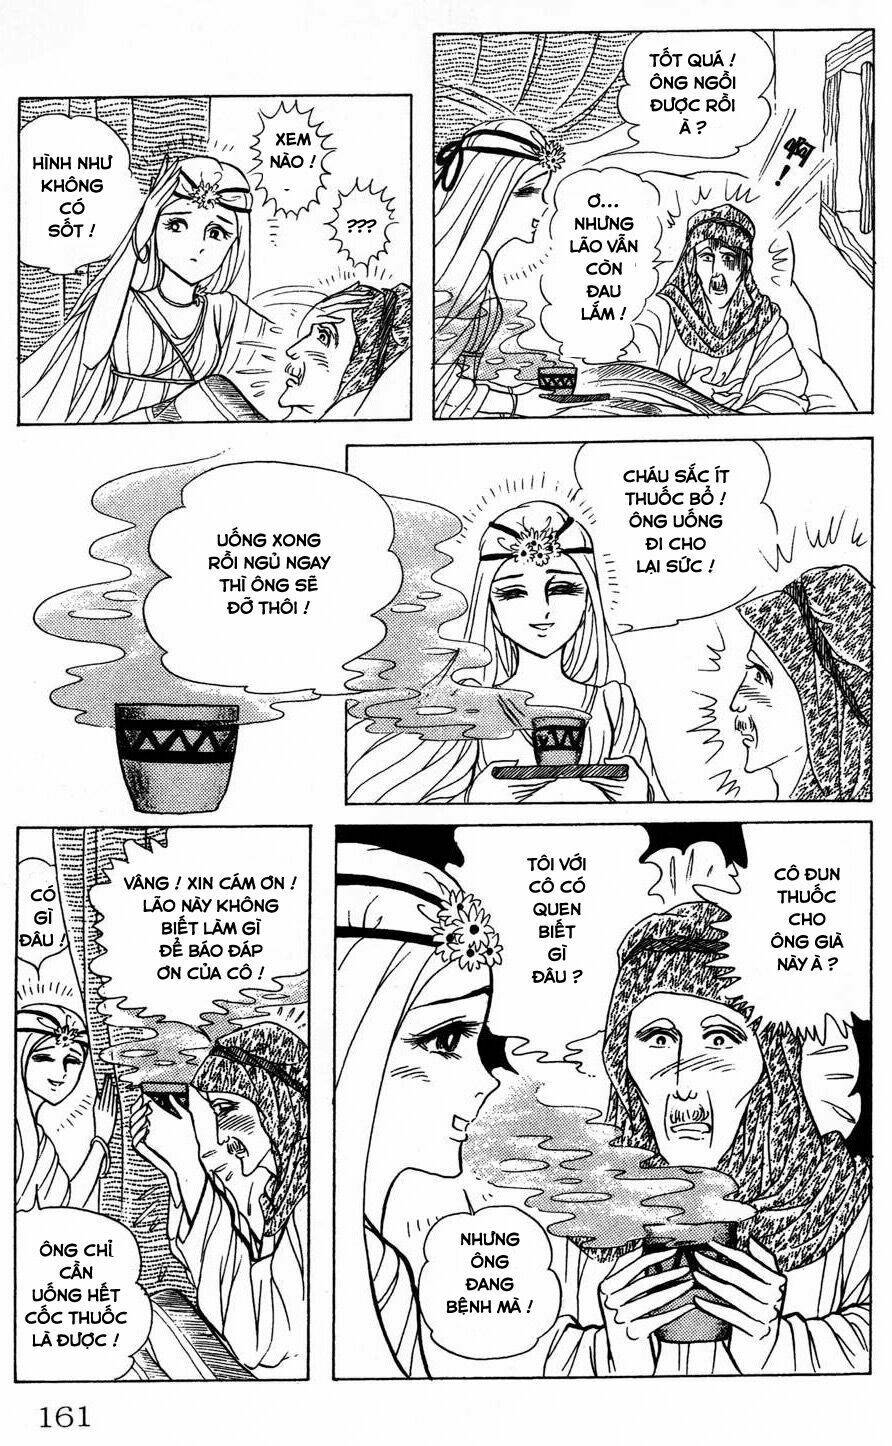 TỐT QUÁ !
ÔNG NGỒI
ĐƯỢC RỒI
À ?
啊
!
Ơ...
NHƯNG
LÃO VẪN
CÒN
ĐAU
LẮM !
XEM
NÀO !
HÌNH NHƯ
KHÔNG
CÓ
SỐT !
???
CHÁU SẮC ÍT
THUỐC BỔ !
ÔNG UỐNG
ĐI CHO
LẠI SỨC !
UỐNG XONG
RỒI NGỦ NGAY
THÌ ÔNG SẼ
ĐỠ THÔI !
CÔ ĐUN
THUỐC
CHO
ÔNG GIÀ
NÀY À ?
TÔI VỚI
CÔ CÓ
QUEN
BIẾT
GÌ
ĐÂU ?
NHƯNG
ÔNG
ĐANG
BỆNH MÀ !
VÂNG ! XIN CÁM ƠN !
LÃO NÀY KHÔNG
BIẾT LÀM GÌ
ĐỂ BÁO ĐÁP
ƠN CỦA CÔ !
CÓ
GÌ
ĐÂU !
ÔNG CHỈ
CẦN
UỐNG HẾT
CỐC THUỐC
LÀ ĐƯỢC !
161